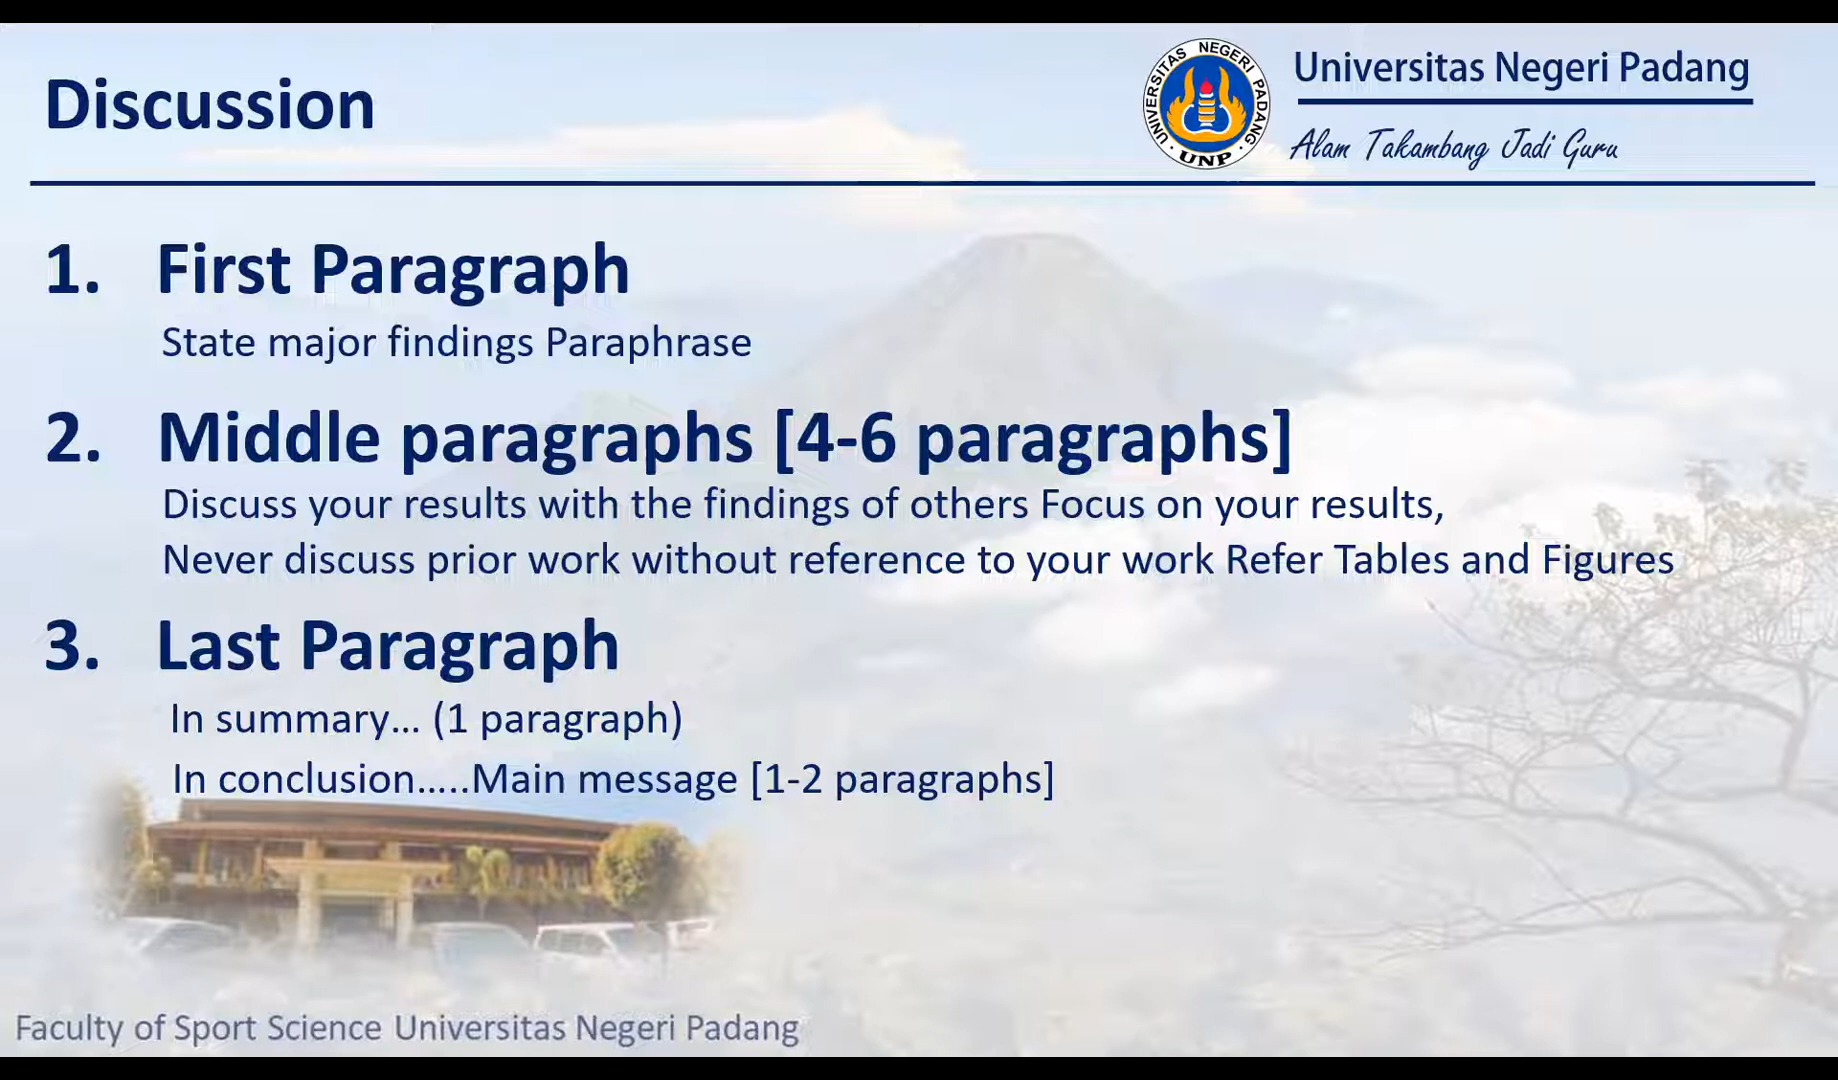 Discussion
UNIVERSITAS NEGERI PADANG
UNP
Universitas Negeri Padang
Alam Takambang Jadi Guru
1. First Paragraph
State major findings Paraphrase
2. Middle paragraphs [4-6 paragraphs]
Discuss your results with the findings of others Focus on your results,
Never discuss prior work without reference to your work Refer Tables and Figures
3. Last Paragraph
In summary... (1 paragraph)
In conclusion.....Main message [1-2 paragraphs]
Faculty of Sport Science Universitas Negeri Padang